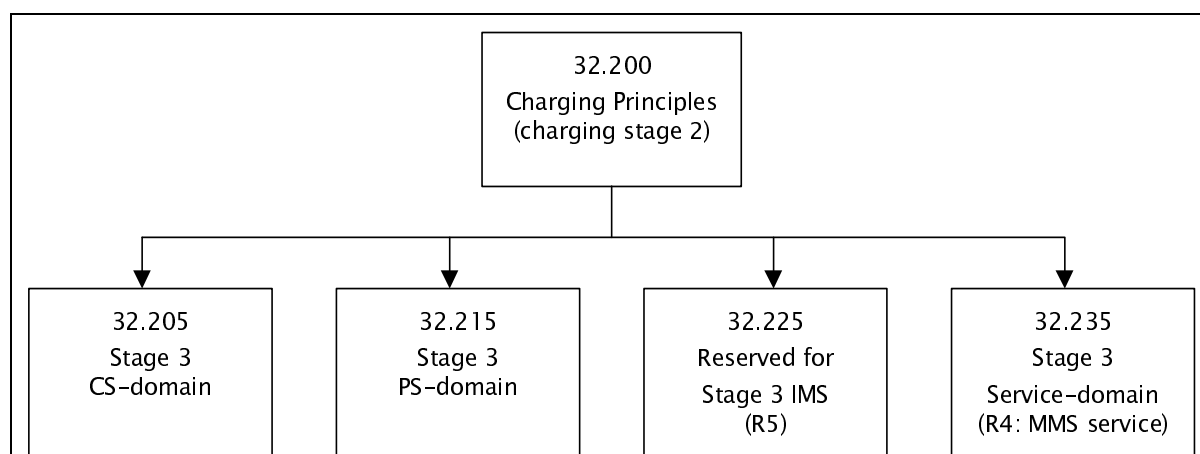 32.200
Charging Principles
(charging stage 2)
32.205
Stage 3
CS-domain
32.215
Stage 3
PS-domain
32.225
Reserved for
Stage 3 IMS
(R5)
32.235
Stage 3
Service-domain
(R4: MMS service)